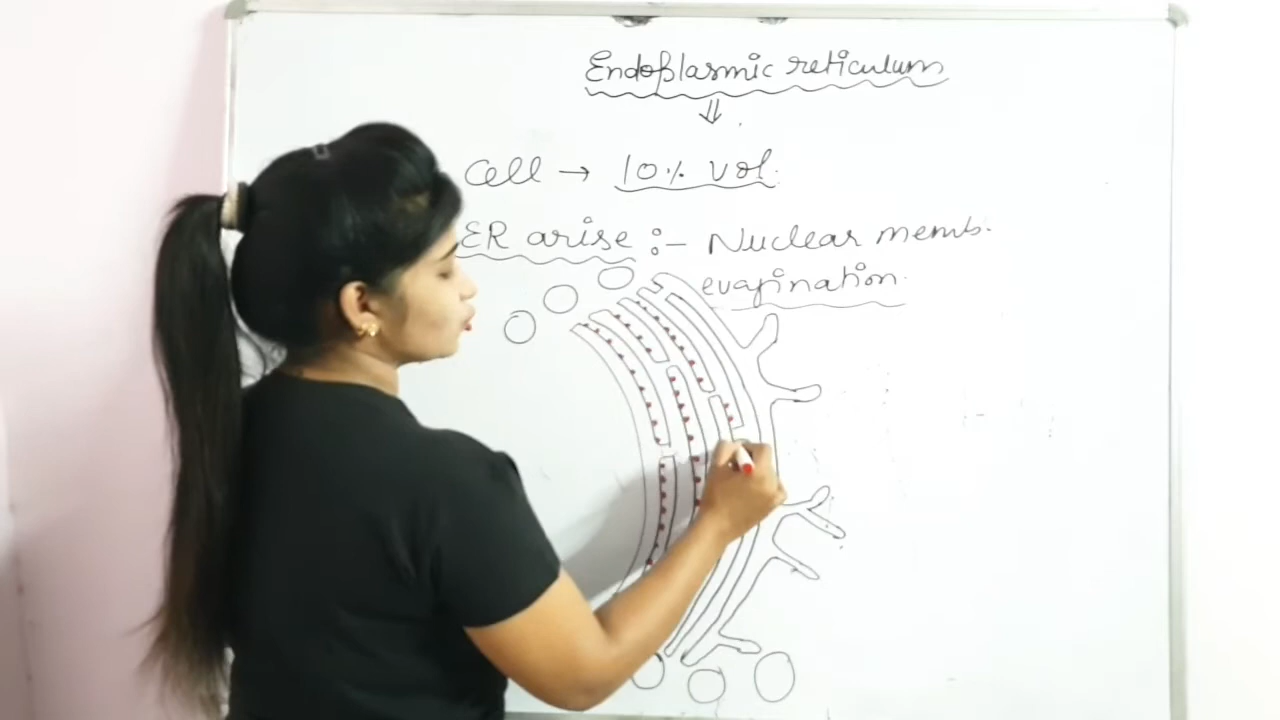 Endoplasmic reticulum
⇓
Cell → 10% vol.
ER arise :- Nuclear memb.
evagination.